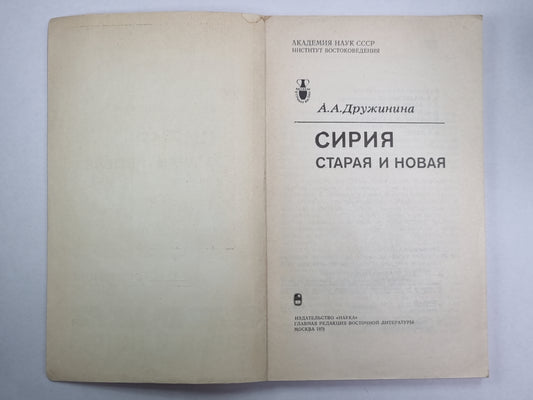 АКАДЕМИЯ НАУК СССР
ИНСТИТУТ ВОСТОКОВЕДЕНИЯ
А.А.Дружинина
СИРИЯ
СТАРАЯ И НОВАЯ
ИЗДАТЕЛЬСТВО «НАУКА»
ГЛАВНАЯ РЕДАКЦИЯ ВОСТОЧНОЙ ЛИТЕРАТУРЫ
МОСКВА